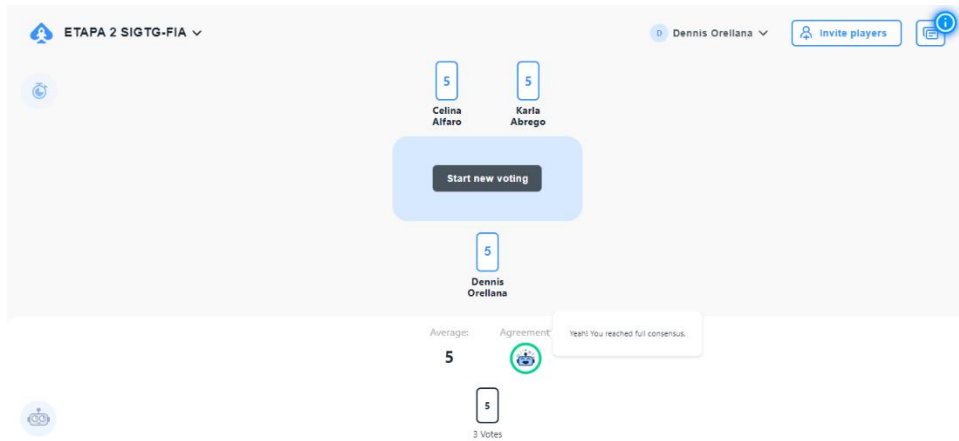 ETAPA 2 SIGTG-FIA
D Dennis Orellana
Invite players
5 5
Celina Karla
Alfaro Abrego
Start new voting
5
Dennis
Orellana
Average: Agreement:
Yeah! You reached full consensus.
5
5
3 Votes